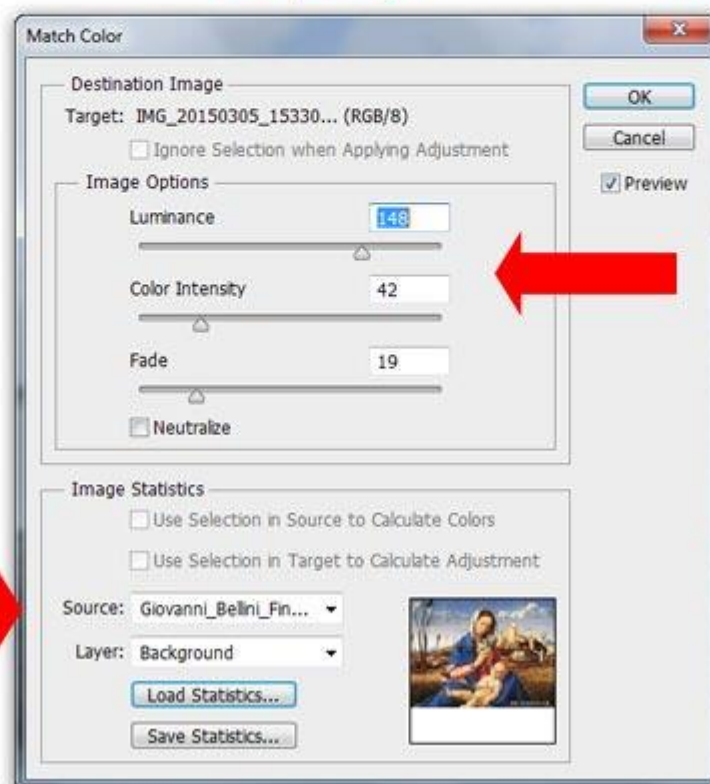 Match Color
Destination Image
Target: IMG_20150305_15330... (RGB/8)
Ignore Selection when Applying Adjustment
OK
Cancel
Preview
Image Options
Luminance 148
Color Intensity 42
Fade 19
Neutralize
Image Statistics
Use Selection in Source to Calculate Colors
Use Selection in Target to Calculate Adjustment
Source: Giovanni_Bellini_Fin...
Layer: Background
Load Statistics...
Save Statistics...